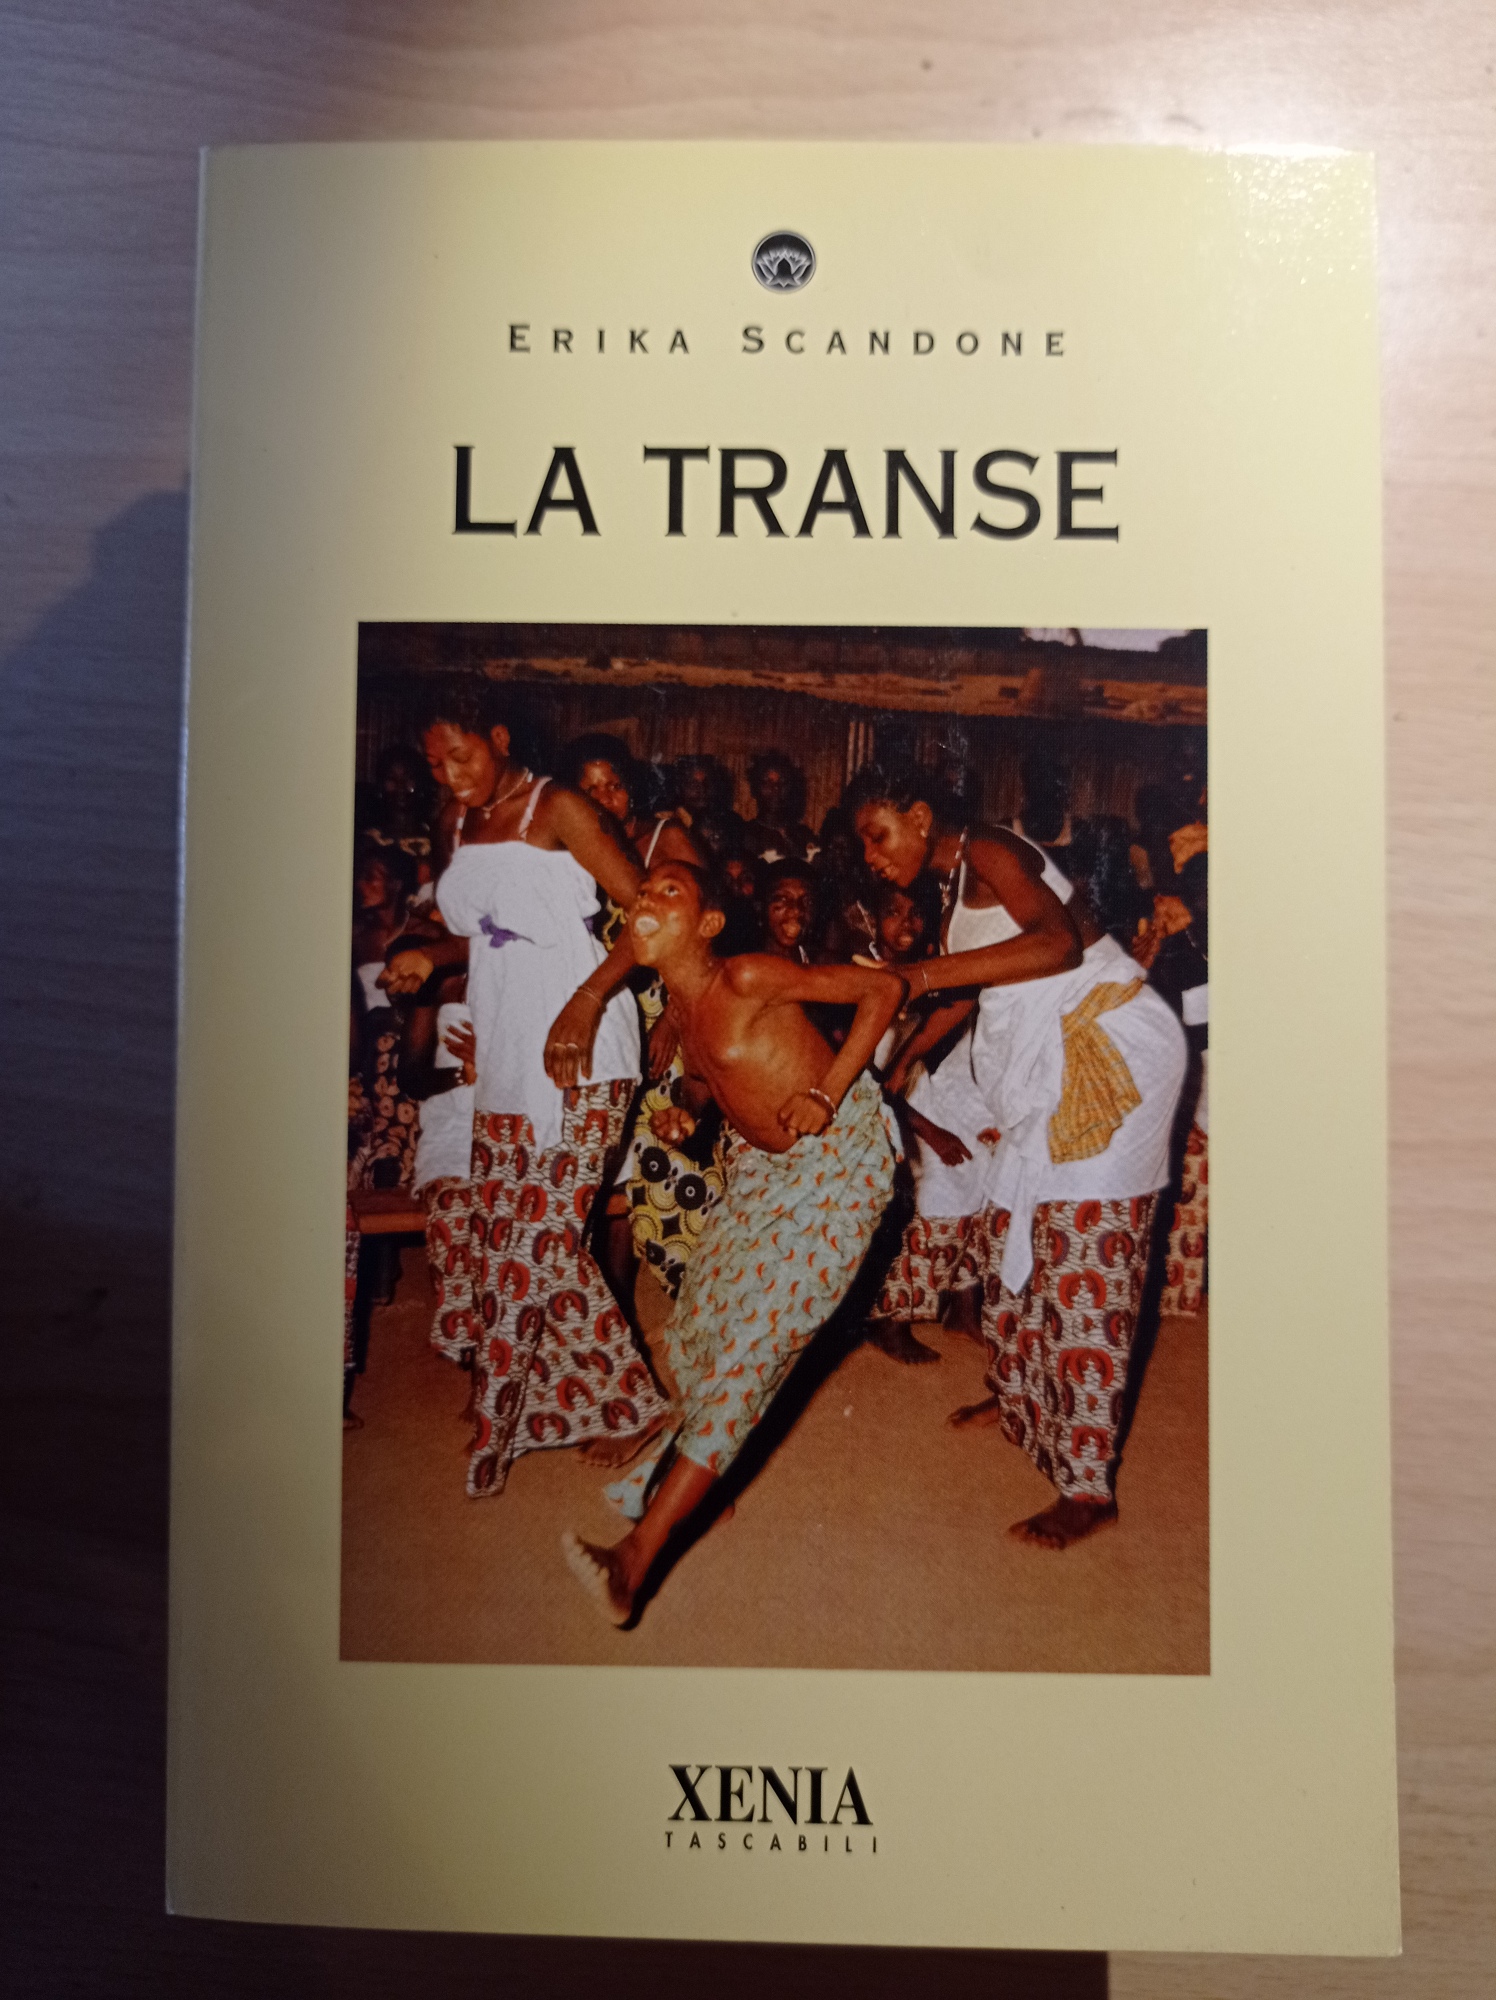 ERIKA SCANDONE
LA TRANSE
XENIA
TASCABILI